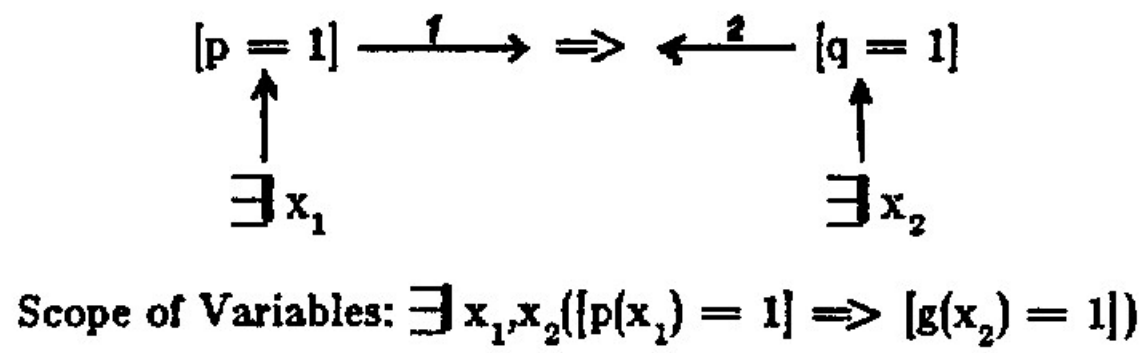 [p = 1] 1 => 2 [q = 1]
∃ x₁ ∃ x₂
Scope of Variables: ∃ x₁,x₂([p(x₁) = 1] => [g(x₂) = 1])